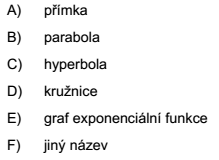 A) přímka
B) parabola
C) hyperbola
D) kružnice
E) graf exponenciální funkce
F) jiný název